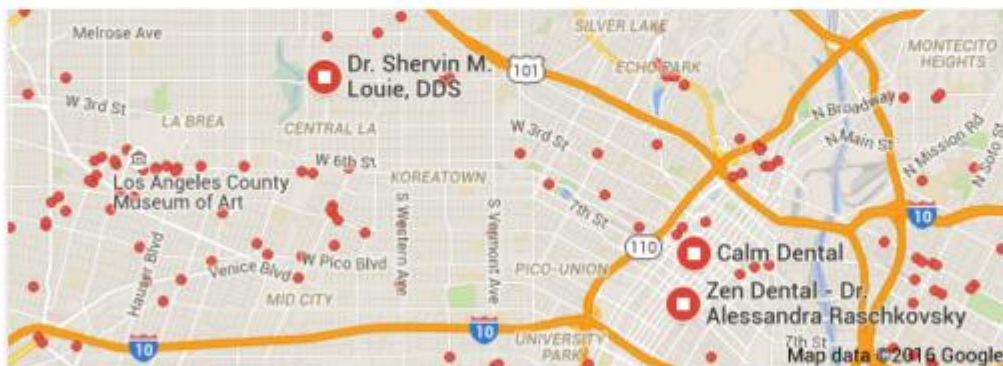 SILVER LAKE
Melrose Ave
MONTECITO
HEIGHTS
Dr. Shervin M.
Louie, DDS
101
ECHO PARK
W 3rd St
LA BREA
CENTRAL LA
W 3rd St
N Broadway
N Main St
N Mission Rd
N Soto St
W 6th St
KOREATOWN
Los Angeles County
Museum of Art
7th St
10
S Western Ave
S Vermont Ave
110
Calm Dental
Hauser Blvd
Venice Blvd
W Pico Blvd
PICO-UNION
MID CITY
Zen Dental - Dr.
Alessandra Raschkovsky
10
10
UNIVERSITY
PARK
7th St
Map data ©2016 Google